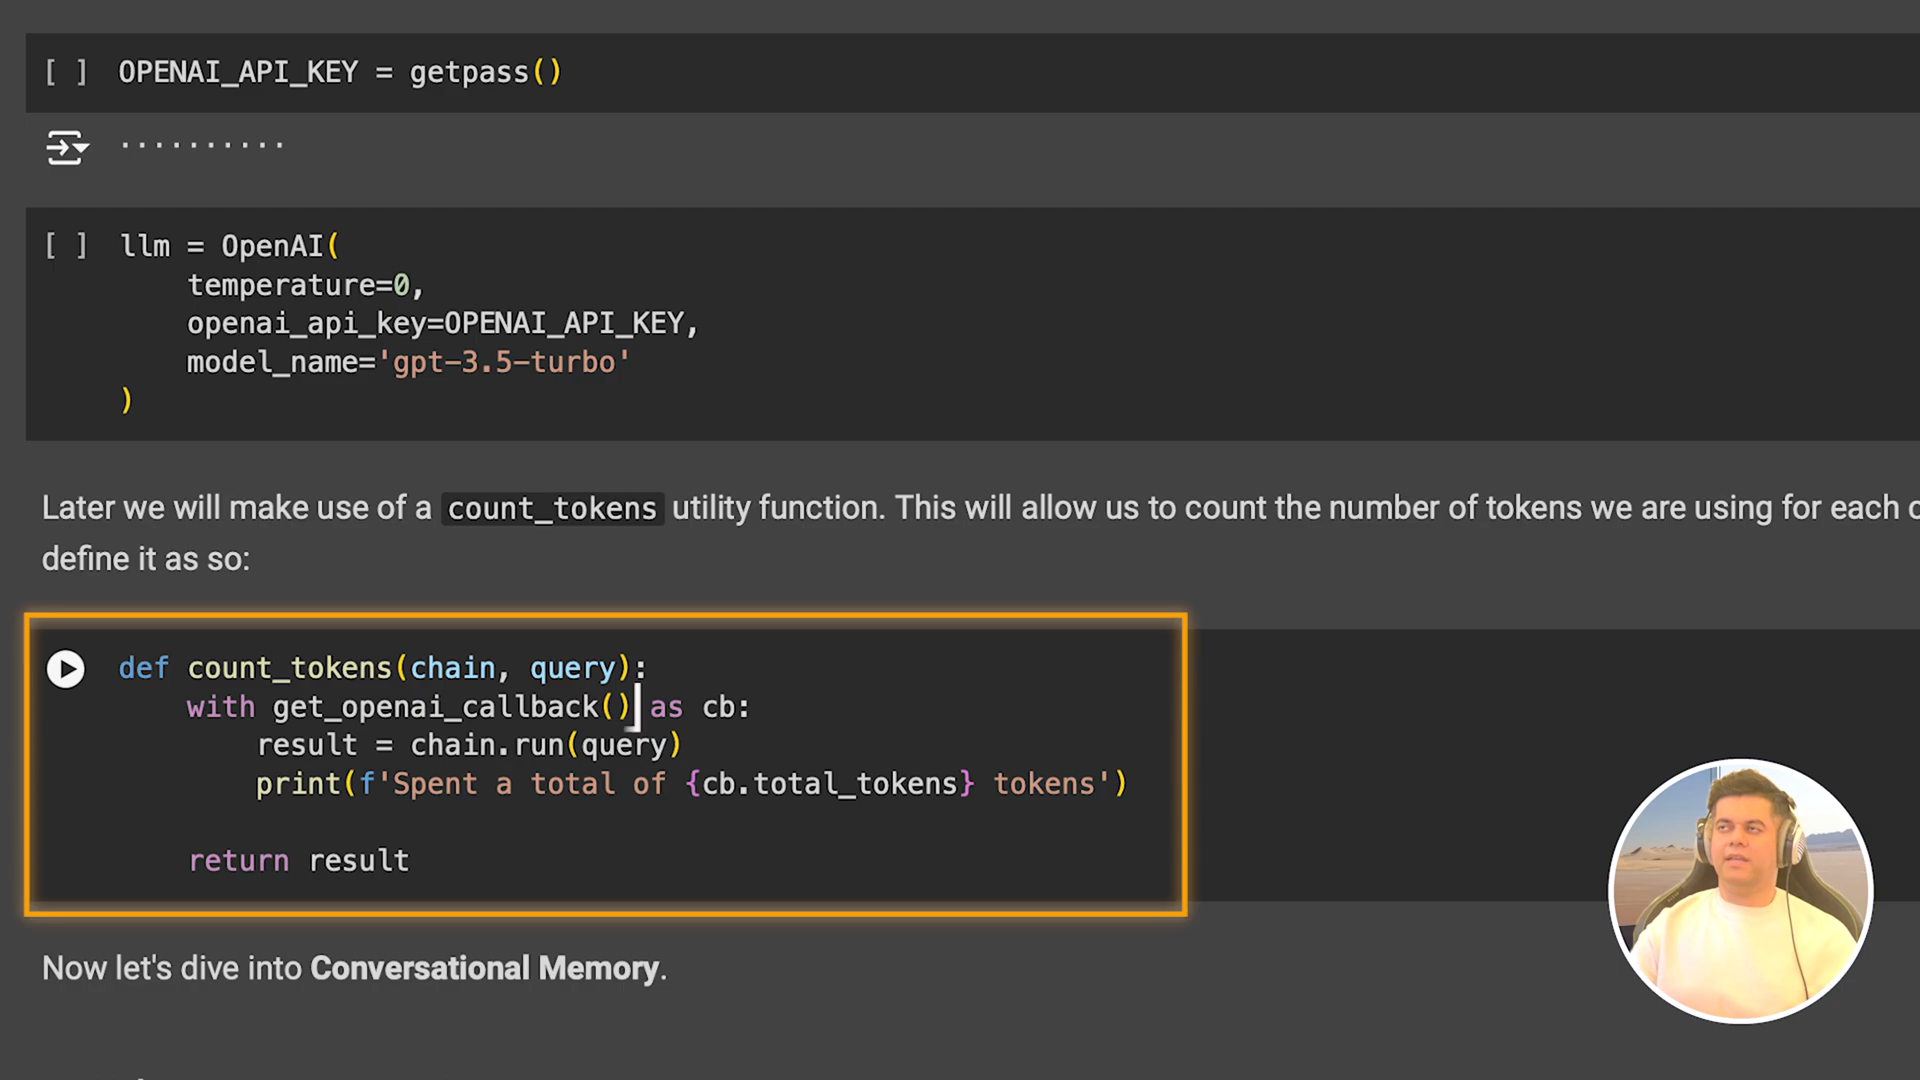 [ ] OPENAI_API_KEY = getpass()
··········
[ ] llm = OpenAI(
temperature=0,
openai_api_key=OPENAI_API_KEY,
model_name='gpt-3.5-turbo'
)
Later we will make use of a count_tokens utility function. This will allow us to count the number of tokens we are using for each
define it as so:
def count_tokens(chain, query):
with get_openai_callback() as cb:
result = chain.run(query)
print(f'Spent a total of {cb.total_tokens} tokens')
return result
Now let's dive into Conversational Memory.